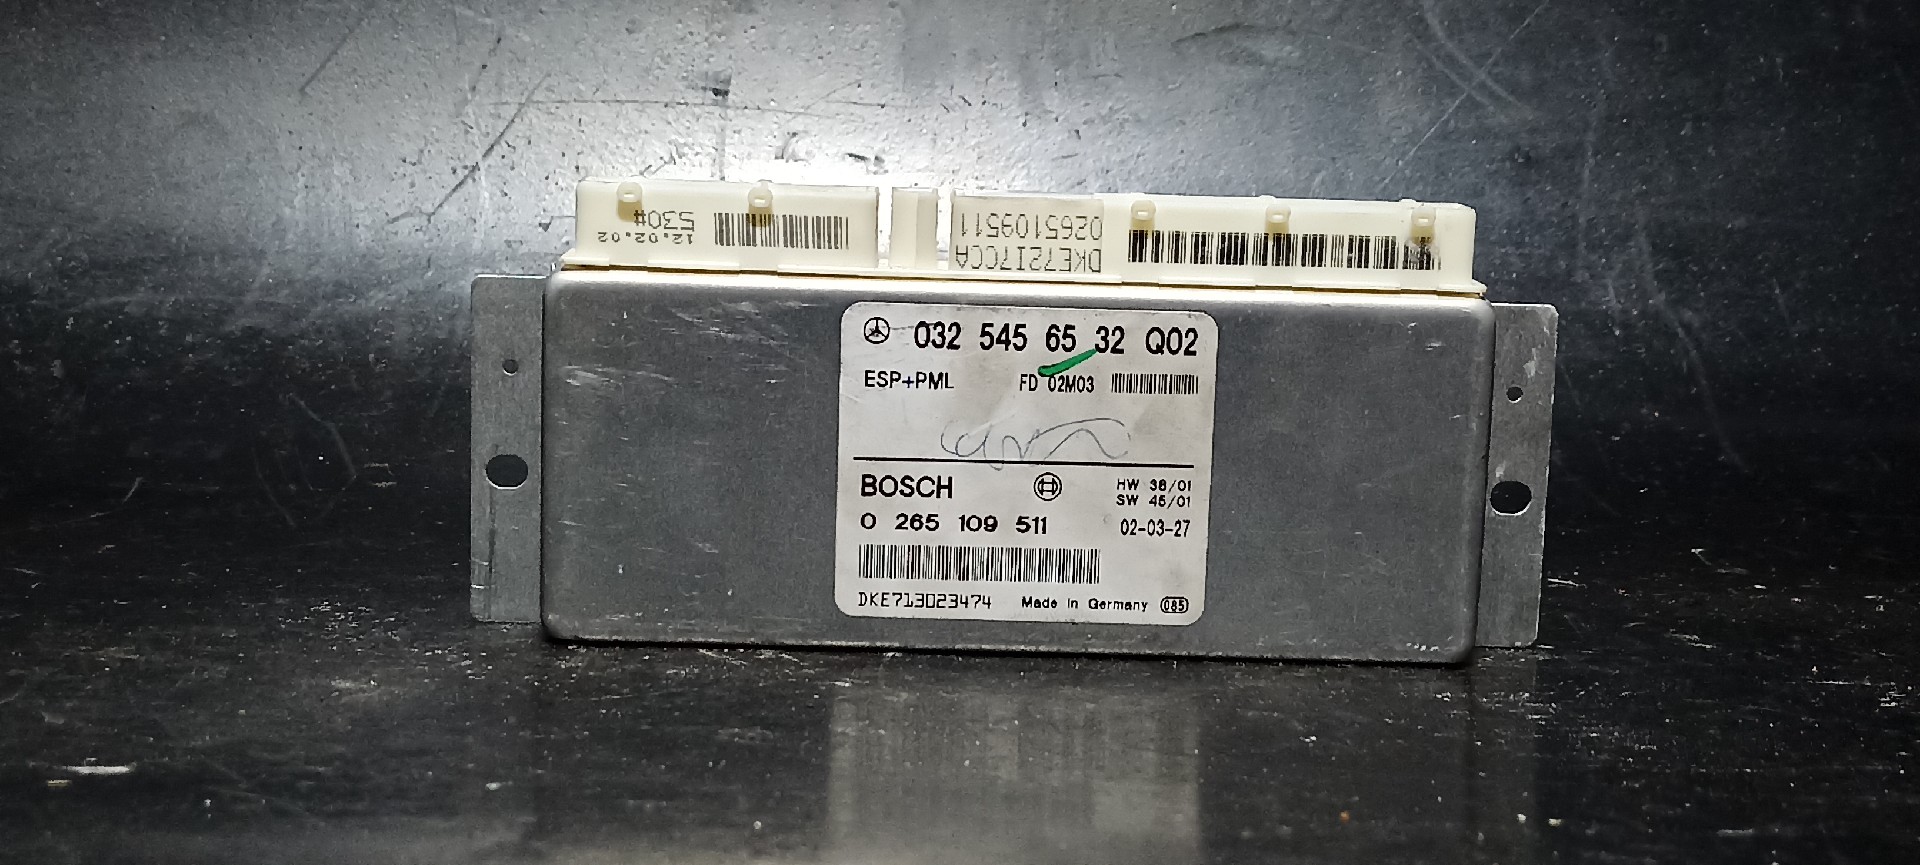 12.02.02
530#
DKE72I7CCA
0265109511
032 545 65 32 Q02
ESP+PML FD 02M03
BOSCH HW 38/01
SW 45/01
0 265 109 511 02-03-27
DKE713023474 Made in Germany 085